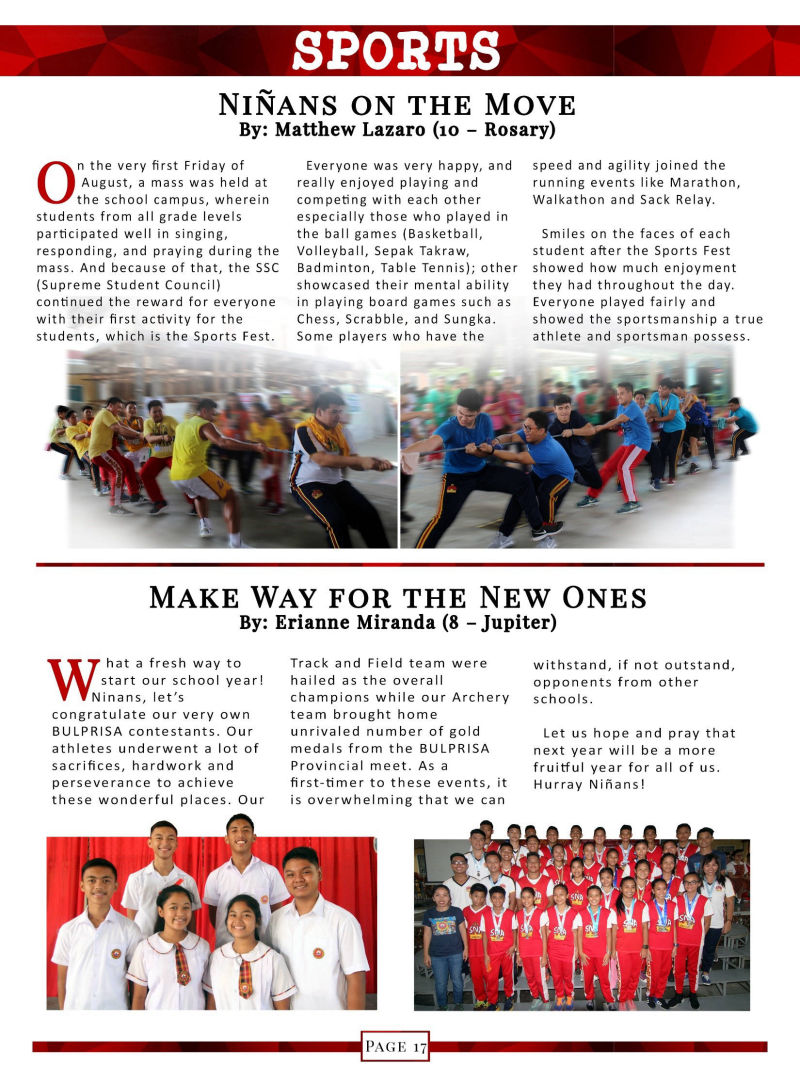 SPORTS
Niñans on the Move
By: Matthew Lazaro (10 – Rosary)
On the very first Friday of
August, a mass was held at
the school campus, wherein
students from all grade levels
participated well in singing,
responding, and praying during the
mass. And because of that, the SSC
(Supreme Student Council)
continued the reward for everyone
with their first activity for the
students, which is the Sports Fest.
Everyone was very happy, and
really enjoyed playing and
competing with each other
especially those who played in
the ball games (Basketball,
Volleyball, Sepak Takraw,
Badminton, Table Tennis); other
showcased their mental ability
in playing board games such as
Chess, Scrabble, and Sungka.
Some players who have the
speed and agility joined the
running events like Marathon,
Walkathon and Sack Relay.
Smiles on the faces of each
student after the Sports Fest
showed how much enjoyment
they had throughout the day.
Everyone played fairly and
showed the sportsmanship a true
athlete and sportsman possess.
Make Way for the New Ones
By: Erianne Miranda (8 – Jupiter)
What a fresh way to
start our school year!
Ninans, let’s
congratulate our very own
BULPRISA contestants. Our
athletes underwent a lot of
sacrifices, hardwork and
perseverance to achieve
these wonderful places. Our
Track and Field team were
hailed as the overall
champions while our Archery
team brought home
unrivaled number of gold
medals from the BULPRISA
Provincial meet. As a
first-timer to these events, it
is overwhelming that we can
withstand, if not outstand,
opponents from other
schools.
Let us hope and pray that
next year will be a more
fruitful year for all of us.
Hurray Niñans!
Page 17